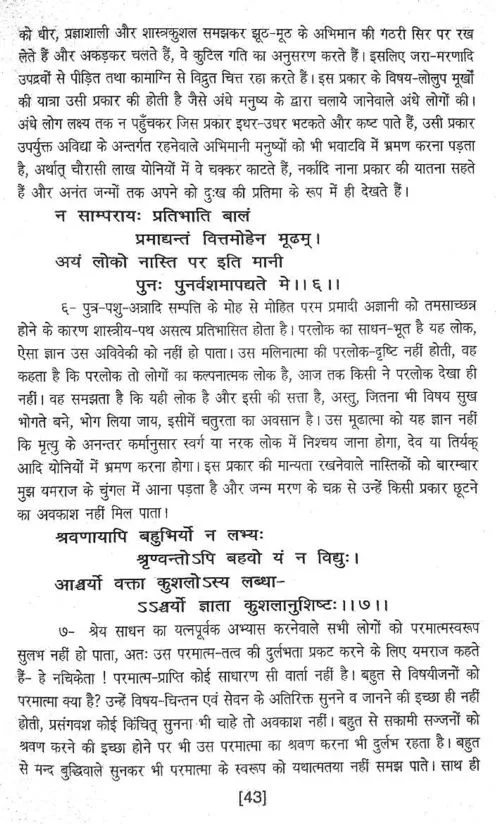 को धीर, प्रज्ञाशाली और शास्त्रकुशल समझकर झूठ-मूठ के अभिमान की गठरी सिर पर रख
लेते हैं और अकड़कर चलते हैं, वे कुटिल गति का अनुसरण करते हैं। इसलिए जरा-मरणादि
उपद्रवों से पीड़ित तथा कामाग्नि से विद्रुत चित्त रहा करते हैं। इस प्रकार के विषय-लोलुप मूर्खों
की यात्रा उसी प्रकार की होती है जैसे अंधे मनुष्य के द्वारा चलाये जानेवाले अंधे लोगों की।
अंधे लोग लक्ष्य तक न पहुँचकर जिस प्रकार इधर-उधर भटकते और कष्ट पाते हैं, उसी प्रकार
उपर्युक्त अविद्या के अन्तर्गत रहनेवाले अभिमानी मनुष्यों को भी भवाटवि में भ्रमण करना पड़ता
है, अर्थात् चौरासी लाख योनियों में वे चक्कर काटते हैं, नर्कादि नाना प्रकार की यातना सहते
हैं और अनंत जन्मों तक अपने को दुःख की प्रतिमा के रूप में ही देखते हैं।
न साम्परायः प्रतिभाति बालं
प्रमाद्यन्तं वित्तमोहेन मूढम्।
अयं लोको नास्ति पर इति मानी
पुनः पुनर्वशमापद्यते मे।।६।।
६- पुत्र-पशु-अन्नादि सम्पत्ति के मोह से मोहित परम प्रमादी अज्ञानी को तमसाच्छन्न
होने के कारण शास्त्रीय-पथ असत्य प्रतिभासित होता है। परलोक का साधन-भूत है यह लोक,
ऐसा ज्ञान उस अविवेकी को नहीं हो पाता। उस मलिनात्मा की परलोक-दृष्टि नहीं होती, वह
कहता है कि परलोक तो लोगों का कल्पनात्मक लोक है, आज तक किसी ने परलोक देखा ही
नहीं। वह समझता है कि यही लोक है और इसी की सत्ता है, अस्तु, जितना भी विषय सुख
भोगते बने, भोग लिया जाय, इसीमें चतुरता का अवसान है। उस मूढात्मा को यह ज्ञान नहीं
कि मृत्यु के अनन्तर कर्मानुसार स्वर्ग या नरक लोक में निश्चय जाना होगा, देव या तिर्यक्
आदि योनियों में भ्रमण करना होगा। इस प्रकार की मान्यता रखनेवाले नास्तिकों को बारम्बार
मुझ यमराज के चुंगल में आना पड़ता है और जन्म मरण के चक्र से उन्हें किसी प्रकार छूटने
का अवकाश नहीं मिल पाता!
श्रवणायापि बहुभिर्यो न लभ्यः
श्रृण्वन्तोऽपि बहवो यं न विद्युः।
आश्चर्यो वक्ता कुशलोऽस्य लब्धा-
ऽऽश्चर्यो ज्ञाता कुशलानुशिष्टः।।७।।
७- श्रेय साधन का यत्नपूर्वक अभ्यास करनेवाले सभी लोगों को परमात्मस्वरूप
सुलभ नहीं हो पाता, अतः उस परमात्म-तत्व की दुर्लभता प्रकट करने के लिए यमराज कहते
हैं- हे नचिकेता ! परमात्म-प्राप्ति कोई साधारण सी वार्ता नहीं है। बहुत से विषयीजनों को
परमात्मा क्या है? उन्हें विषय-चिन्तन एवं सेवन के अतिरिक्त सुनने व जानने की इच्छा ही नहीं
होती, प्रसंगवश कोई किंचित् सुनना भी चाहे तो अवकाश नहीं। बहुत से सकामी सज्जनों को
श्रवण करने की इच्छा होने पर भी उस परमात्मा का श्रवण करना भी दुर्लभ रहता है। बहुत
से मन्द बुद्धिवाले सुनकर भी परमात्मा के स्वरूप को यथात्मतया नहीं समझ पाते। साथ ही
[43]